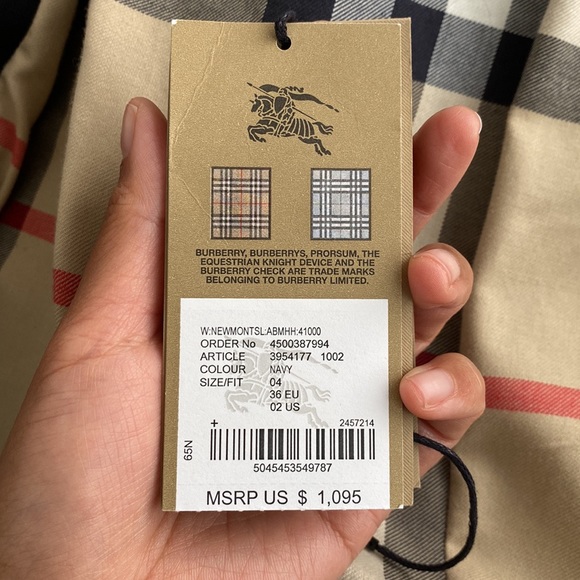 BURBERRY, BURBERRYS, PRORSUM, THE
EQUESTRIAN KNIGHT DEVICE AND THE
BURBERRY CHECK ARE TRADE MARKS
BELONGING TO BURBERRY LIMITED.
W:NEWMONTSL:ABMHH:41000
ORDER No 4500387994
ARTICLE 3954177 1002
COLOUR NAVY
SIZE/FIT 04
36 EU
02 US
+ 2457214
65N
5045453549787
MSRP US $ 1,095